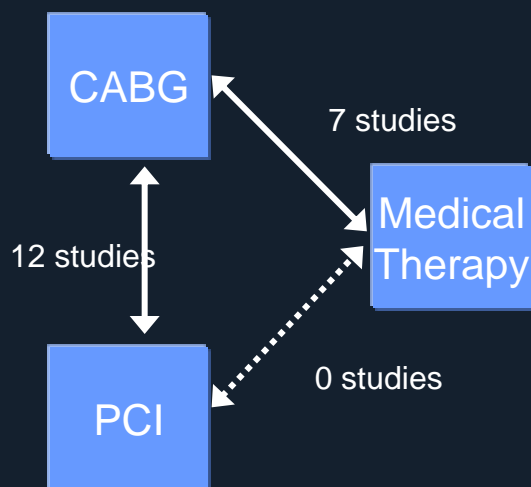 CABG
7 studies
Medical
Therapy
12 studies
0 studies
PCI